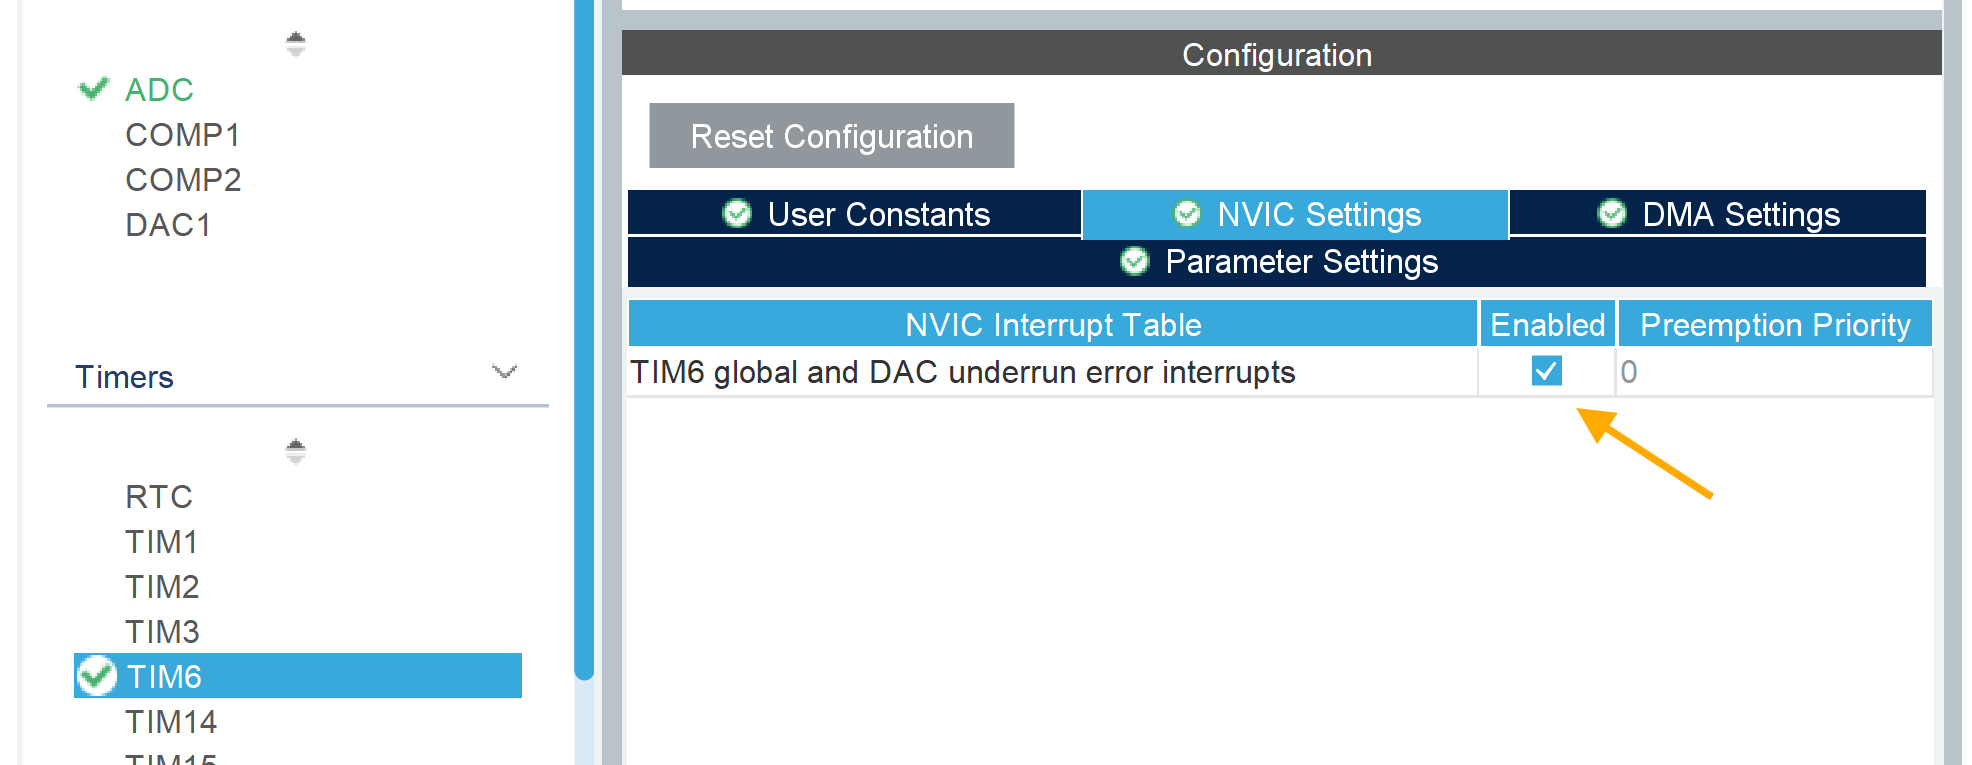 ADC
COMP1
COMP2
DAC1
Timers
RTC
TIM1
TIM2
TIM3
TIM6
TIM14
TIM15
Configuration
Reset Configuration
User Constants
NVIC Settings
DMA Settings
Parameter Settings
NVIC Interrupt Table
Enabled
Preemption Priority
TIM6 global and DAC underrun error interrupts
0